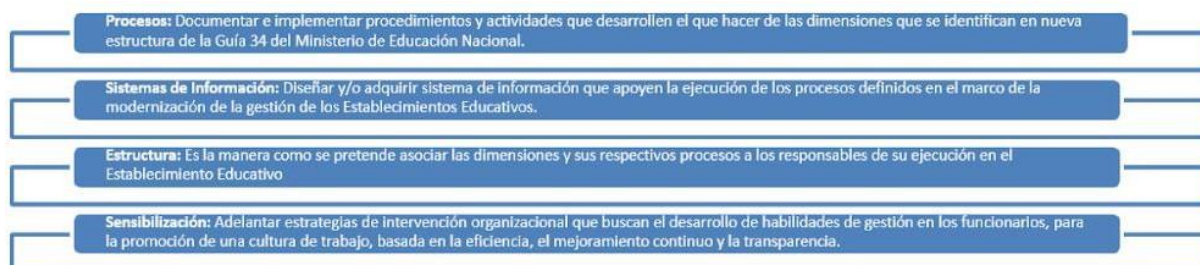 Procesos: Documentar e implementar procedimientos y actividades que desarrollen el que hacer de las dimensiones que se identifican en nueva
estructura de la Guía 34 del Ministerio de Educación Nacional.
Sistemas de Información: Diseñar y/o adquirir sistema de información que apoyen la ejecución de los procesos definidos en el marco de la
modernización de la gestión de los Establecimientos Educativos.
Estructura: Es la manera como se pretende asociar las dimensiones y sus respectivos procesos a los responsables de su ejecución en el
Establecimiento Educativo
Sensibilización: Adelantar estrategias de intervención organizacional que buscan el desarrollo de habilidades de gestión en los funcionarios, para
la promoción de una cultura de trabajo, basada en la eficiencia, el mejoramiento continuo y la transparencia.